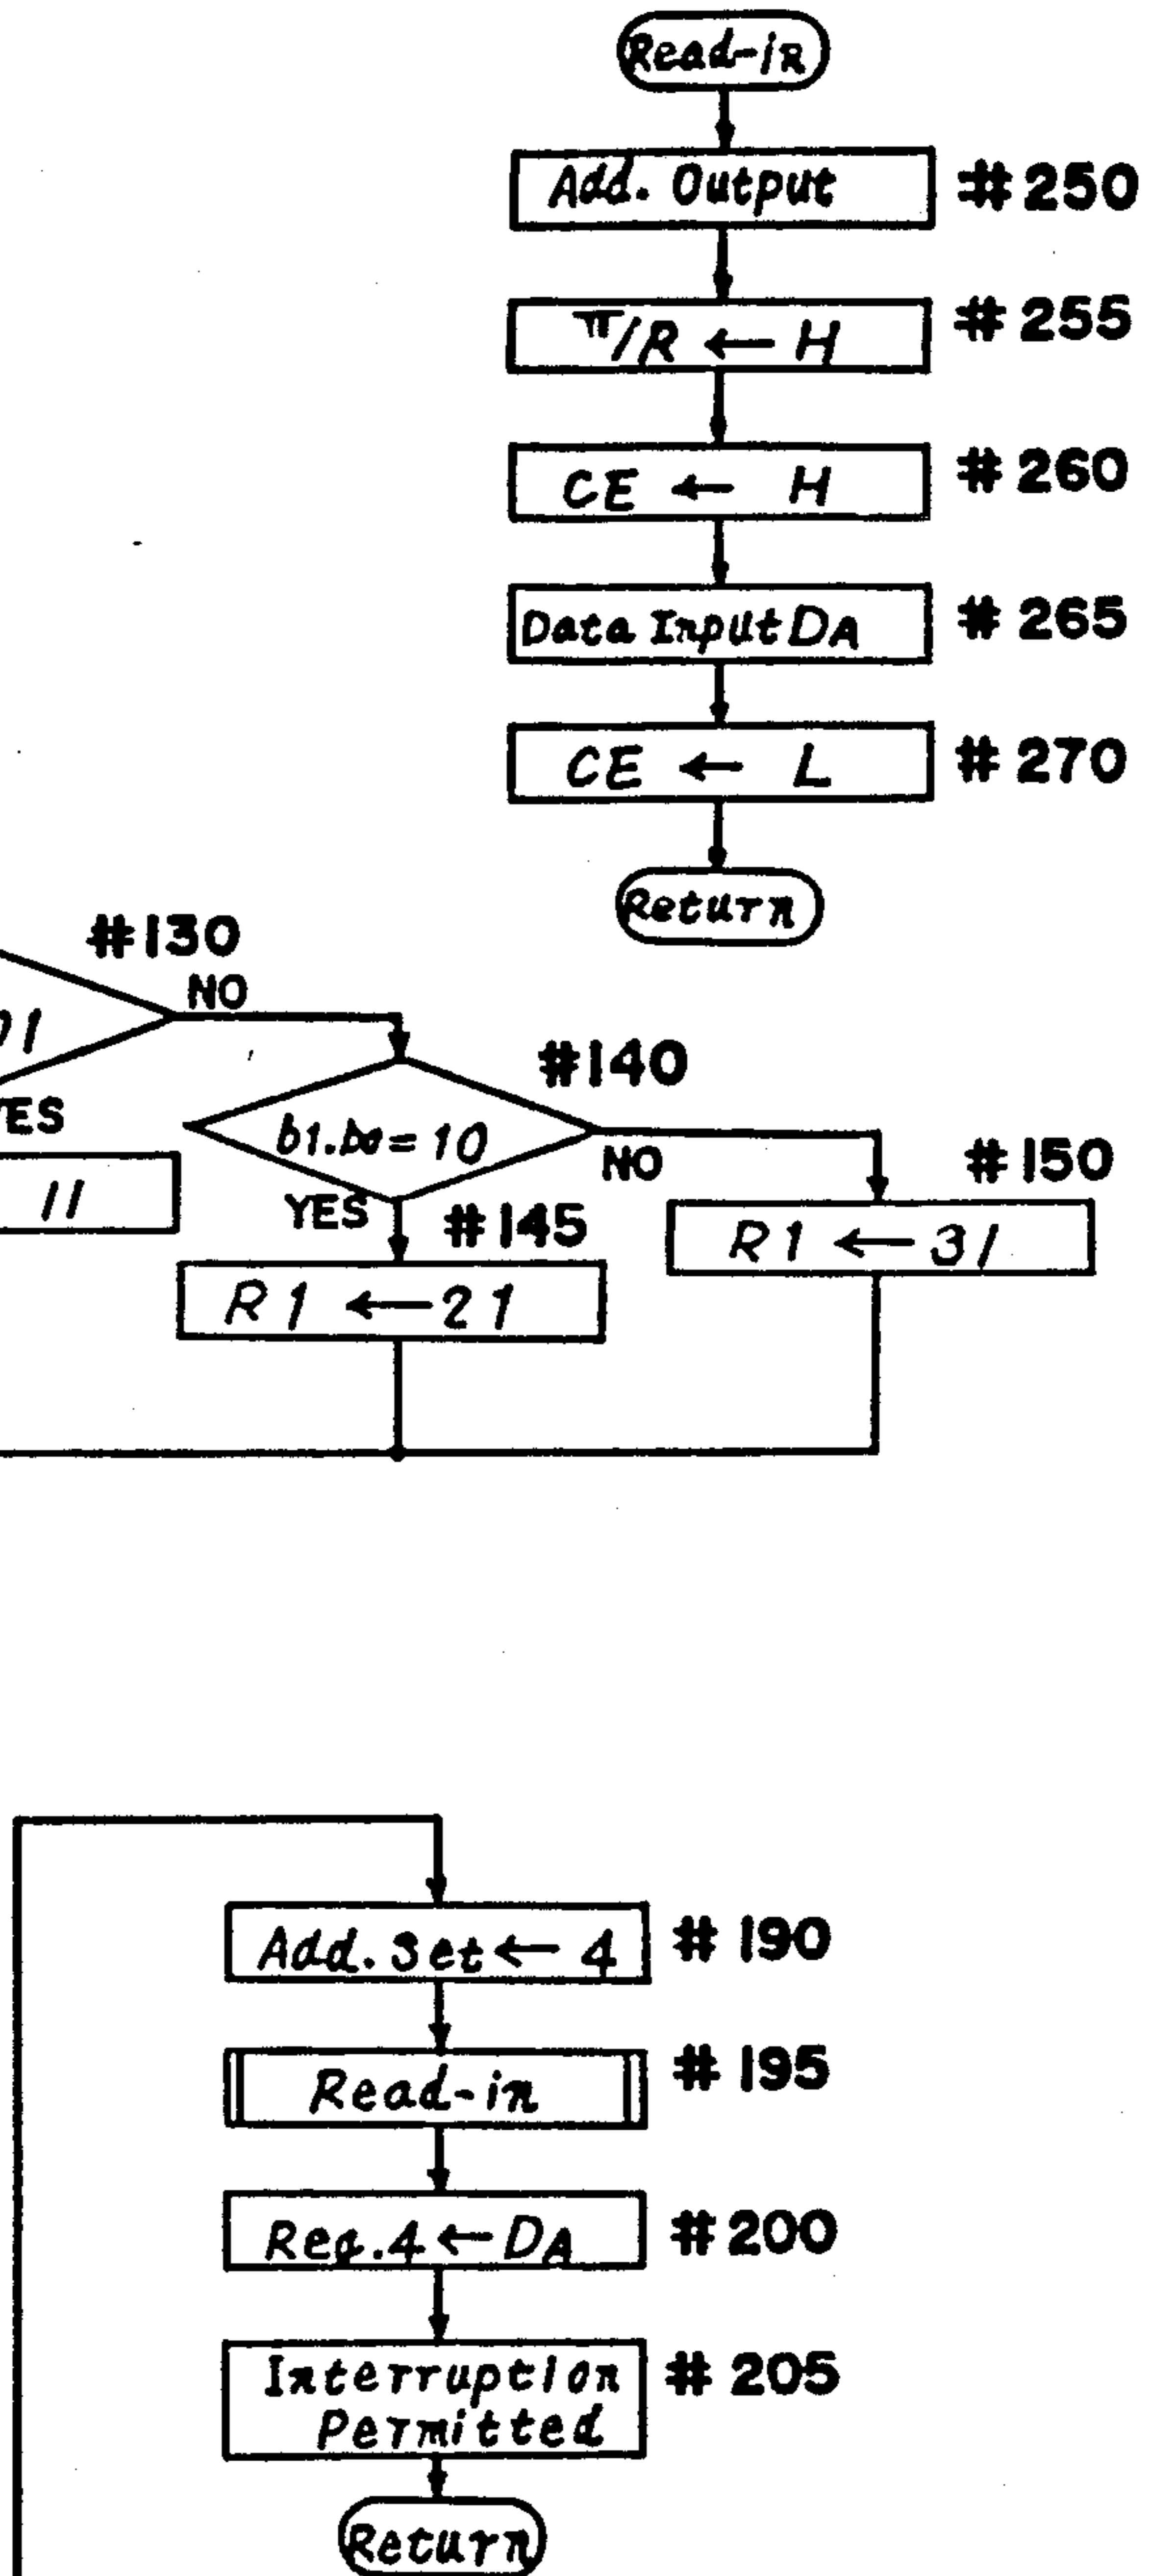 Read-in
Add. Output #250
π/R ← H #255
CE ← H #260
Data Input DA #265
CE ← L #270
Return
#130
NO
01
YES
11
#140
b1.b0=10
NO
YES
#145
R1 ← 21
#150
R1 ← 31
Add. Set ← 4 #190
Read-in #195
Reg.4 ← DA #200
Interruption #205
Permitted
Return